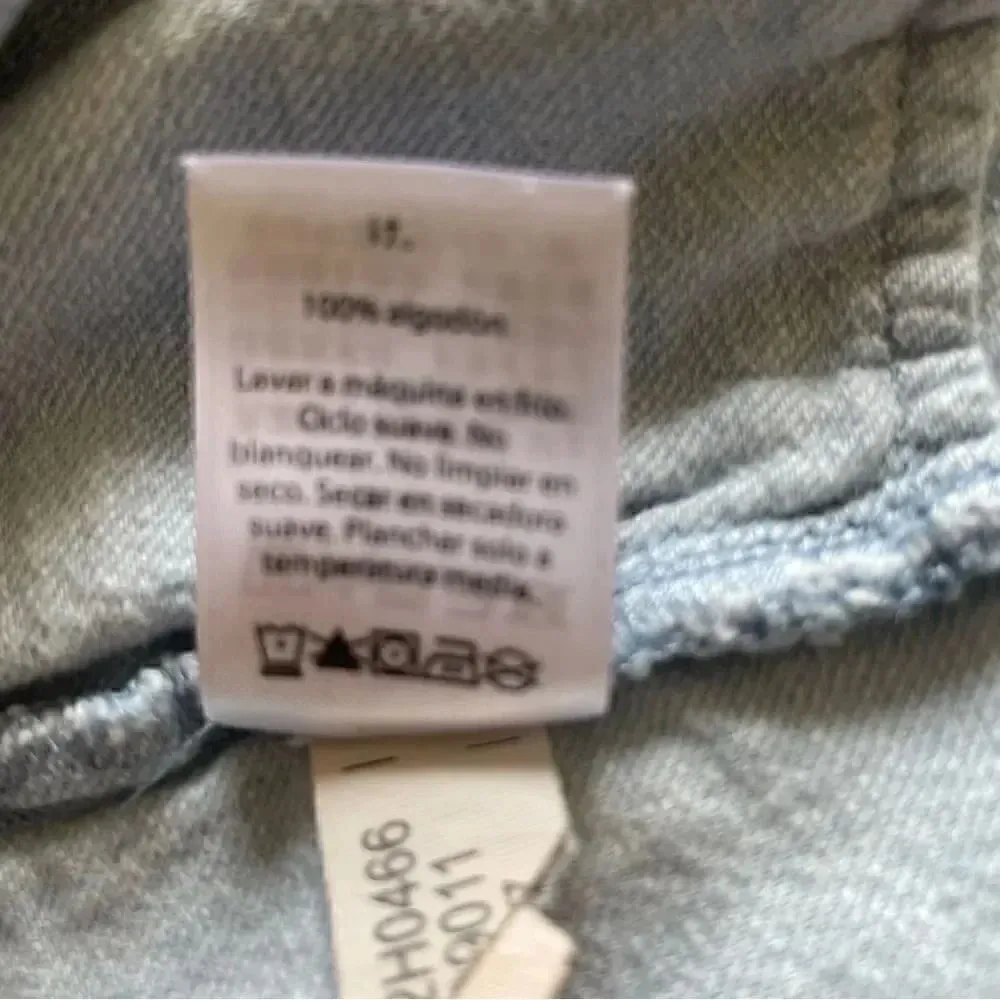 100% algodón
Lavar a máquina en frío.
Ciclo suave. No
blanquear. No limpiar en
seco. Secar en secadora
suave. Planchar solo a
temperatura media.
2H0466
0011